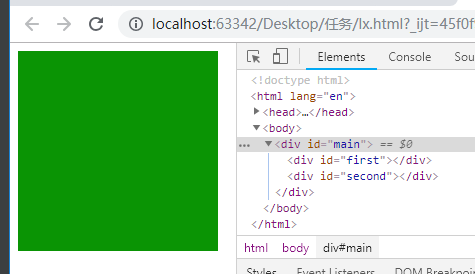 localhost:63342/Desktop/任务/lx.html?_ijt=45f0f
Elements Console
<!doctype html>
<html lang="en">
<head>…</head>
<body>
… <div id="main"> == $0
<div id="first"></div>
<div id="second"></div>
</div>
</body>
</html>
html body div#main
Styles Event Listeners DOM Breakpoints